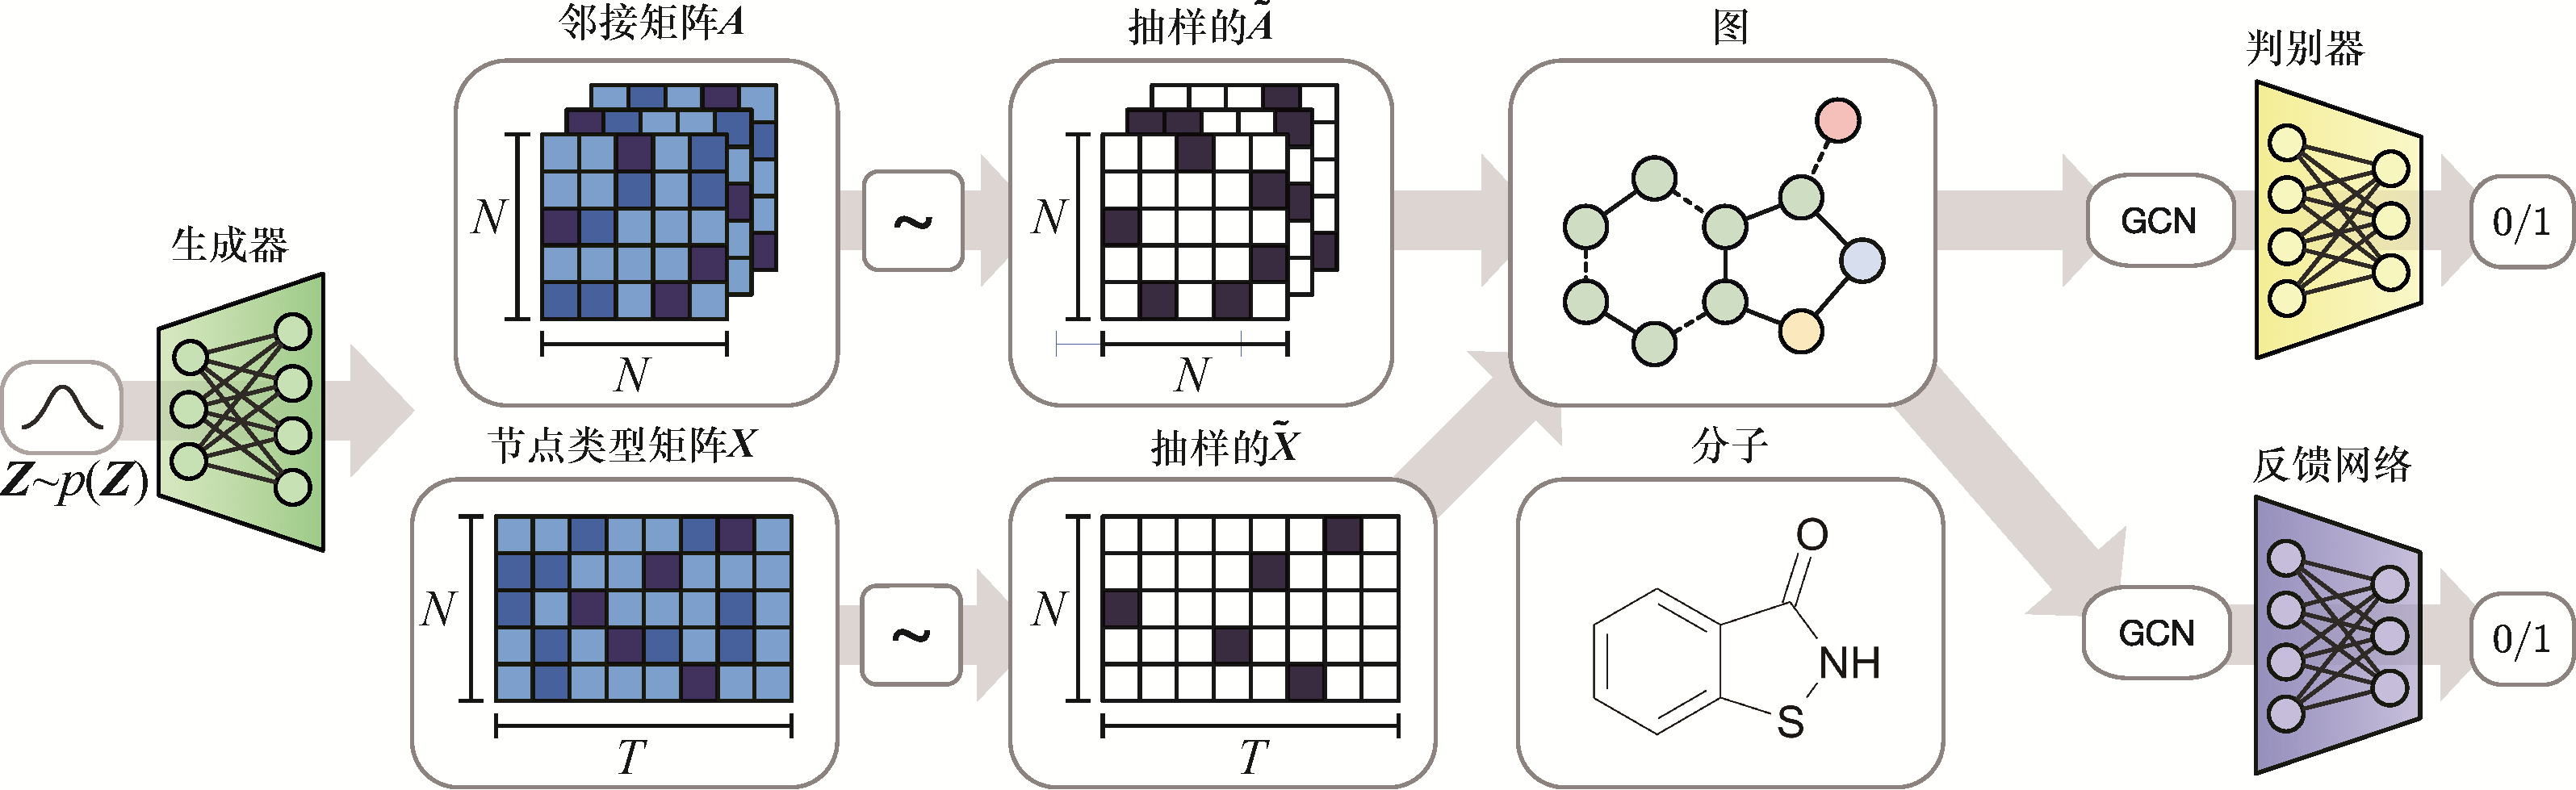 Z~p(Z)
生成器
邻接矩阵A
N
N
~
抽样的Ã
N
N
图
GCN
判别器
0/1
节点类型矩阵X
N
T
~
抽样的X̃
N
T
分子
O
NH
S
GCN
反馈网络
0/1